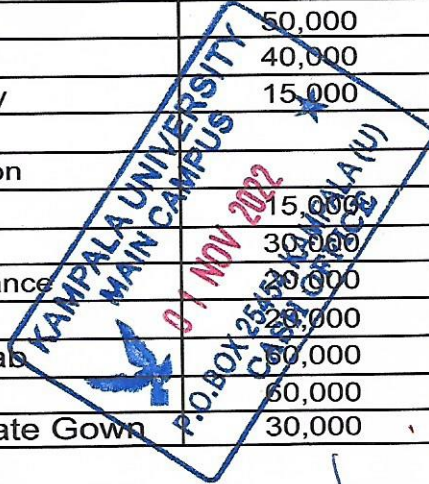 50,000
40,000
y 15,000
on
15,000
30,000
ance 30,000
20,000
ab 60,000
60,000
ate Gown 30,000
KAMPALA UNIVERSITY
MAIN CAMPUS
01 NOV 2022
P.O.BOX 25454, KAMPALA (U)
CASH OFFICE